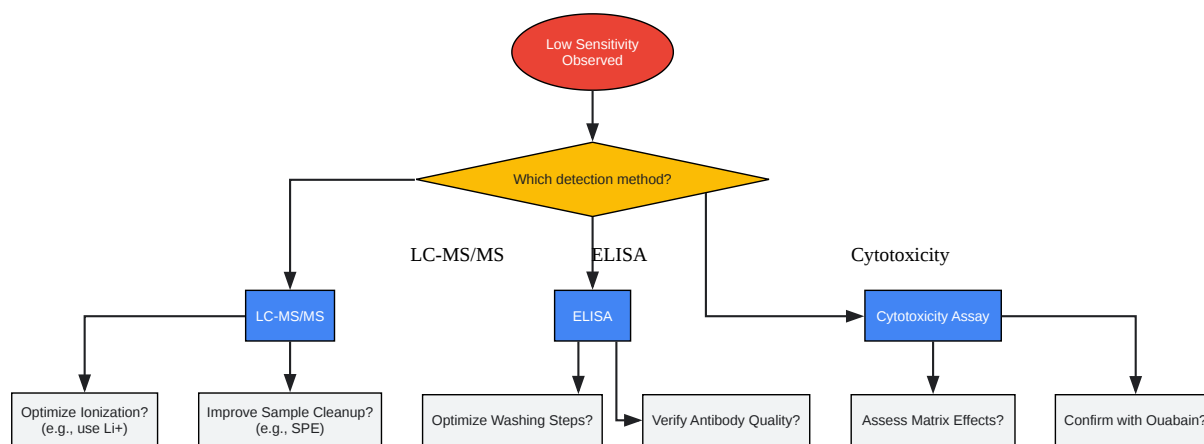 Low Sensitivity
Observed
Which detection method?
LC-MS/MS
ELISA
Cytotoxicity
LC-MS/MS
ELISA
Cytotoxicity Assay
Optimize Ionization?
(e.g., use Li+)
Improve Sample Cleanup?
(e.g., SPE)
Optimize Washing Steps?
Verify Antibody Quality?
Assess Matrix Effects?
Confirm with Ouabain?